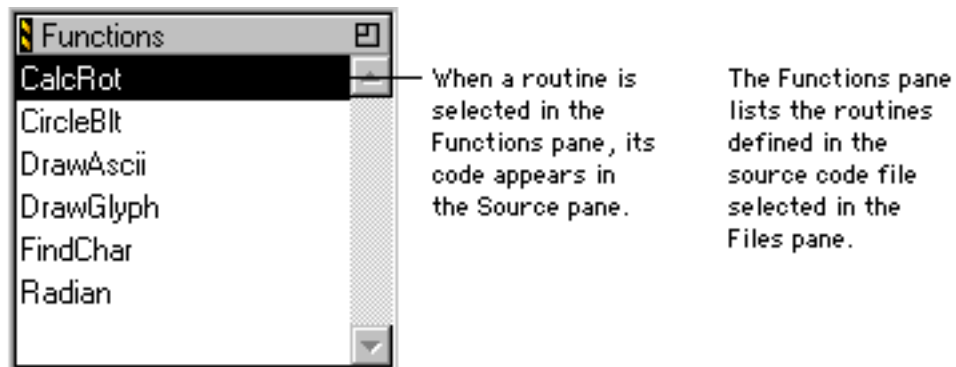 Functions
CalcRot
CircleBlt
DrawAscii
DrawGlyph
FindChar
Radian
When a routine is
selected in the
Functions pane, its
code appears in
the Source pane.
The Functions pane
lists the routines
defined in the
source code file
selected in the
Files pane.